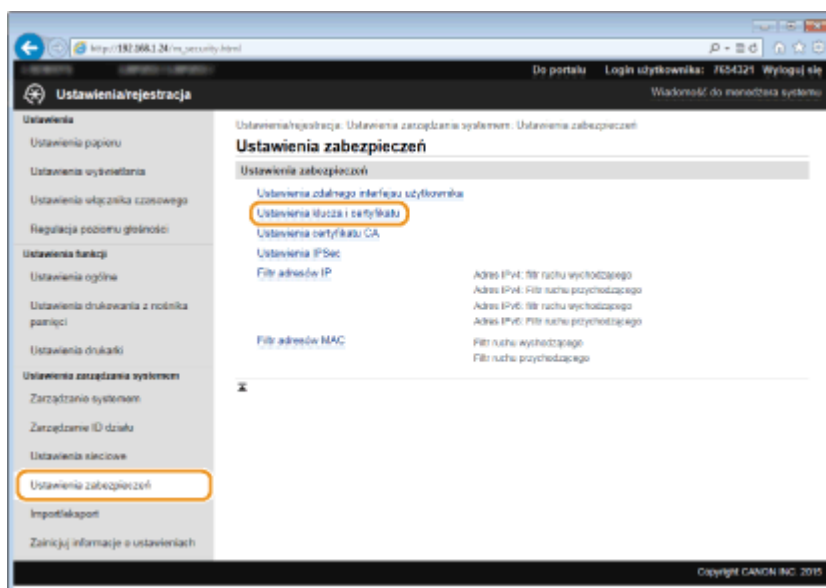 http://192.168.1.24/m_security.html
Do portalu Login użytkownika: 7654321 Wyloguj się
Ustawienia/rejestracja
Wiadomość do menedżera systemu
Ustawienia
Ustawienia papieru
Ustawienia wyświetlania
Ustawienia włącznika czasowego
Regulacja poziomu głośności
Ustawienia funkcji
Ustawienia ogólne
Ustawienia drukowania z nośnika
pamięci
Ustawienia drukarki
Ustawienia zarządzania systemem
Zarządzanie systemem
Zarządzanie ID działu
Ustawienia sieciowe
Ustawienia zabezpieczeń
Import/eksport
Zainicjuj informacje o ustawieniach
Ustawienia/rejestracja: Ustawienia zarządzania systemem: Ustawienia zabezpieczeń
Ustawienia zabezpieczeń
Ustawienia zabezpieczeń
Ustawienia zdalnego interfejsu użytkownika
Ustawienia klucza i certyfikatu
Ustawienia certyfikatu CA
Ustawienia IPSec
Filtr adresów IP
Adres IPv4: filtr ruchu wychodzącego
Adres IPv4: Filtr ruchu przychodzącego
Adres IPv6: filtr ruchu wychodzącego
Adres IPv6: Filtr ruchu przychodzącego
Filtr adresów MAC
Filtr ruchu wychodzącego
Filtr ruchu przychodzącego
Copyright CANON INC. 2015